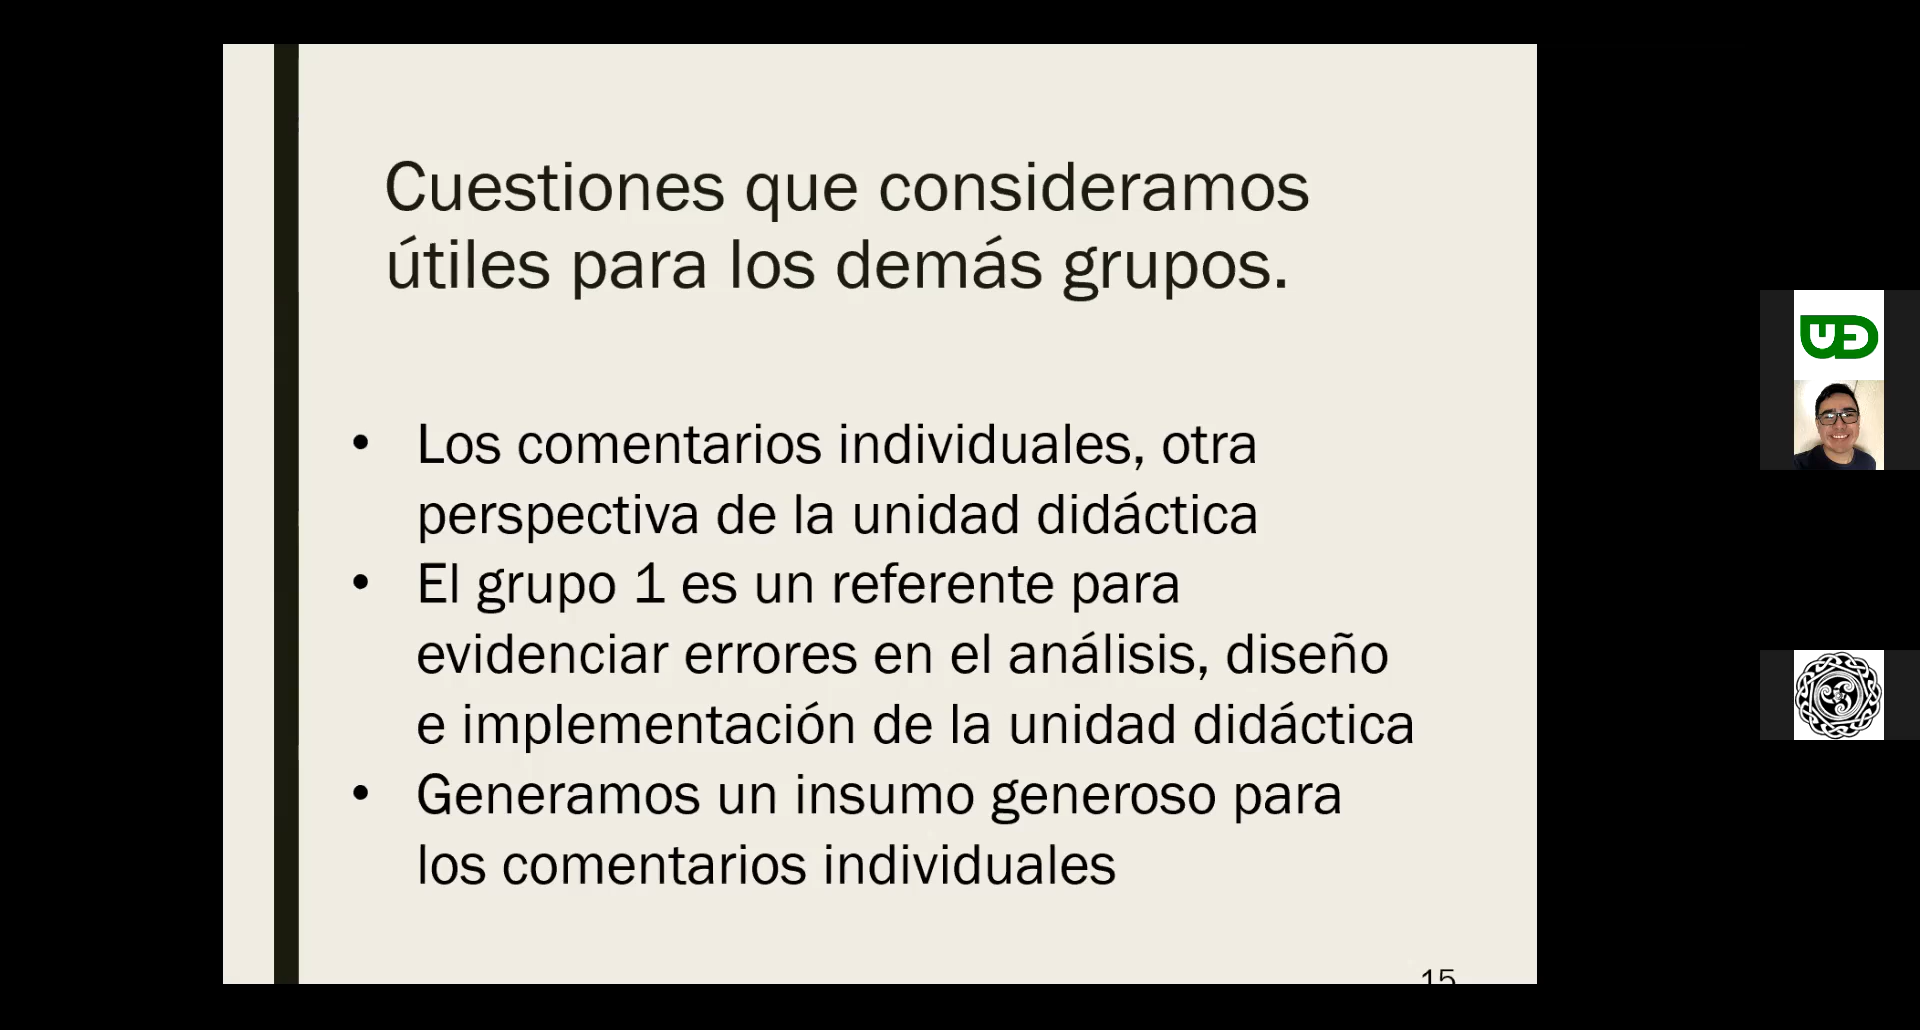 Cuestiones que consideramos
útiles para los demás grupos.
• Los comentarios individuales, otra
perspectiva de la unidad didáctica
• El grupo 1 es un referente para
evidenciar errores en el análisis, diseño
e implementación de la unidad didáctica
• Generamos un insumo generoso para
los comentarios individuales
15